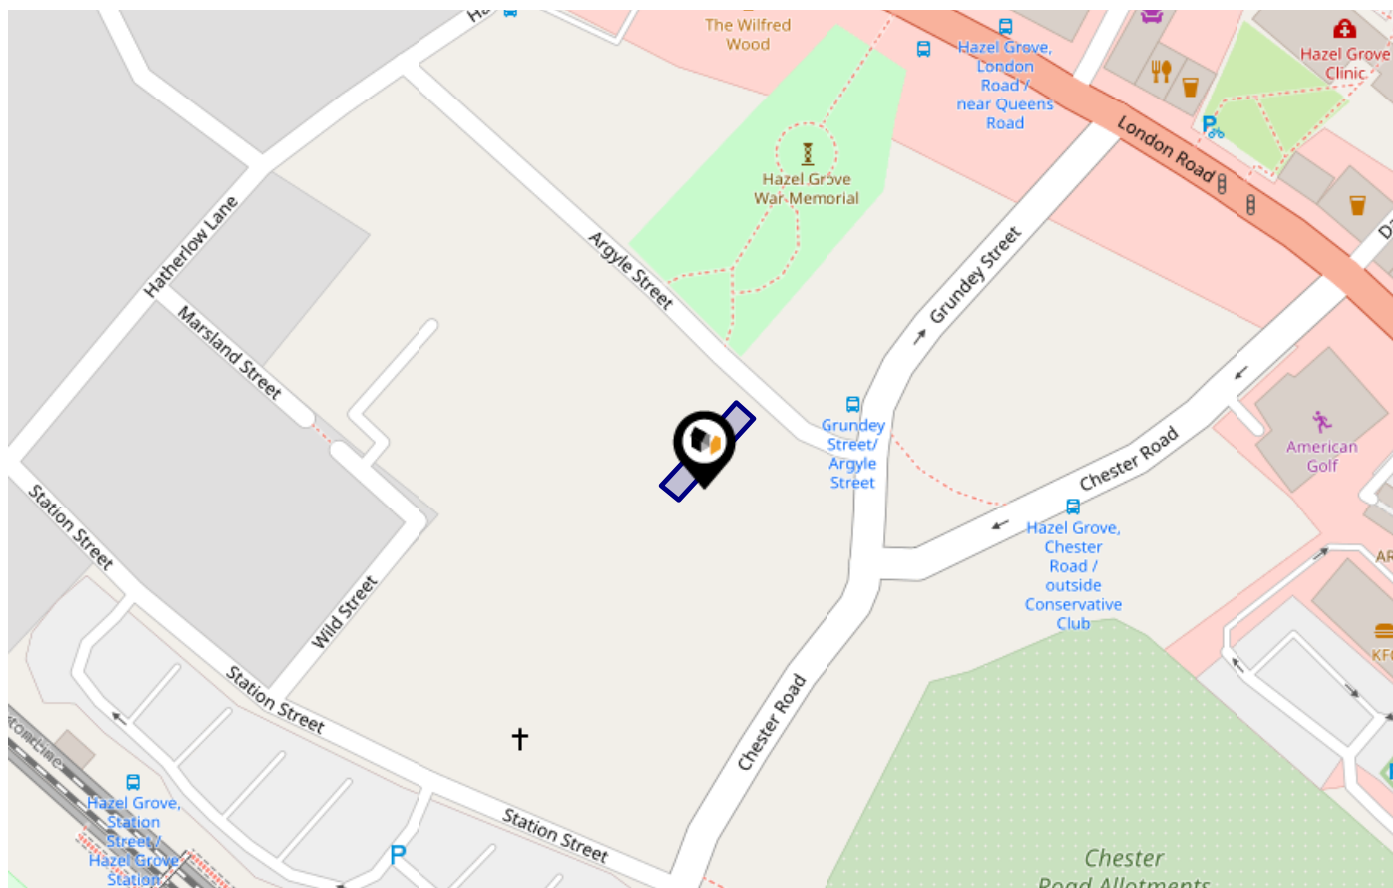 The Wilfred
Wood
Hazel Grove,
London
Road /
near Queens
Road
Hazel Grove
Clinic
London Road
Hazel Grove
War Memorial
Hatherlow Lane
Argyle Street
Grundey Street
Marsland Street
Grundey
Street/
Argyle
Street
Chester Road
American
Golf
Station Street
Hazel Grove,
Chester
Road /
outside
Conservative
Club
Wild Street
KFC
Station Street
Chester Road
Hazel Grove,
Station
Street /
Hazel Grove
Station
P
Station Street
Chester
Road Allotments